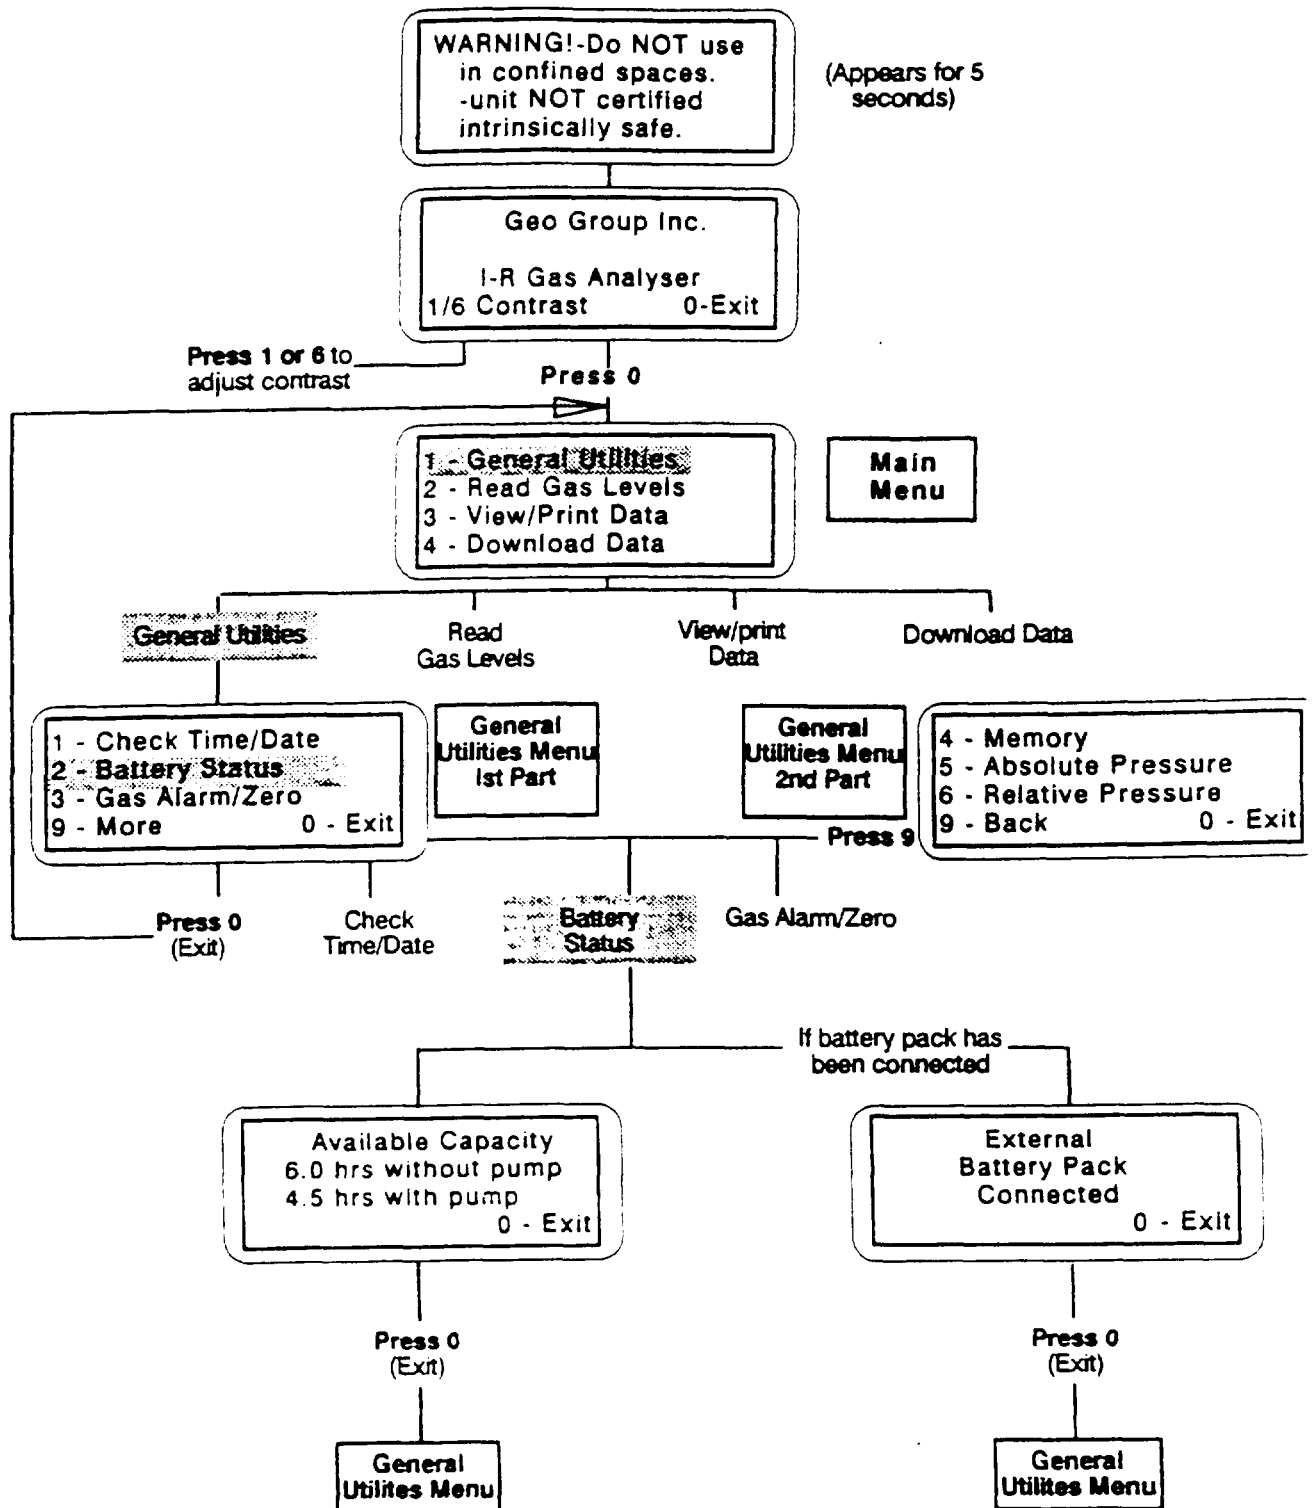 WARNING!-Do NOT use
in confined spaces.
-unit NOT certified
intrinsically safe.
(Appears for 5
seconds)
Geo Group Inc.
I-R Gas Analyser
1/6 Contrast 0-Exit
Press 1 or 6 to
adjust contrast
Press 0
1 - General Utilities
2 - Read Gas Levels
3 - View/Print Data
4 - Download Data
Main
Menu
General Utilities
Read
Gas Levels
View/print
Data
Download Data
1 - Check Time/Date
2 - Battery Status
3 - Gas Alarm/Zero
9 - More 0 - Exit
General
Utilities Menu
Ist Part
General
Utilities Menu
2nd Part
4 - Memory
5 - Absolute Pressure
6 - Relative Pressure
9 - Back 0 - Exit
Press 9
Press 0
(Exit)
Check
Time/Date
Battery
Status
Gas Alarm/Zero
If battery pack has
been connected
Available Capacity
6.0 hrs without pump
4.5 hrs with pump
0 - Exit
External
Battery Pack
Connected
0 - Exit
Press 0
(Exit)
Press 0
(Exit)
General
Utilites Menu
General
Utilites Menu